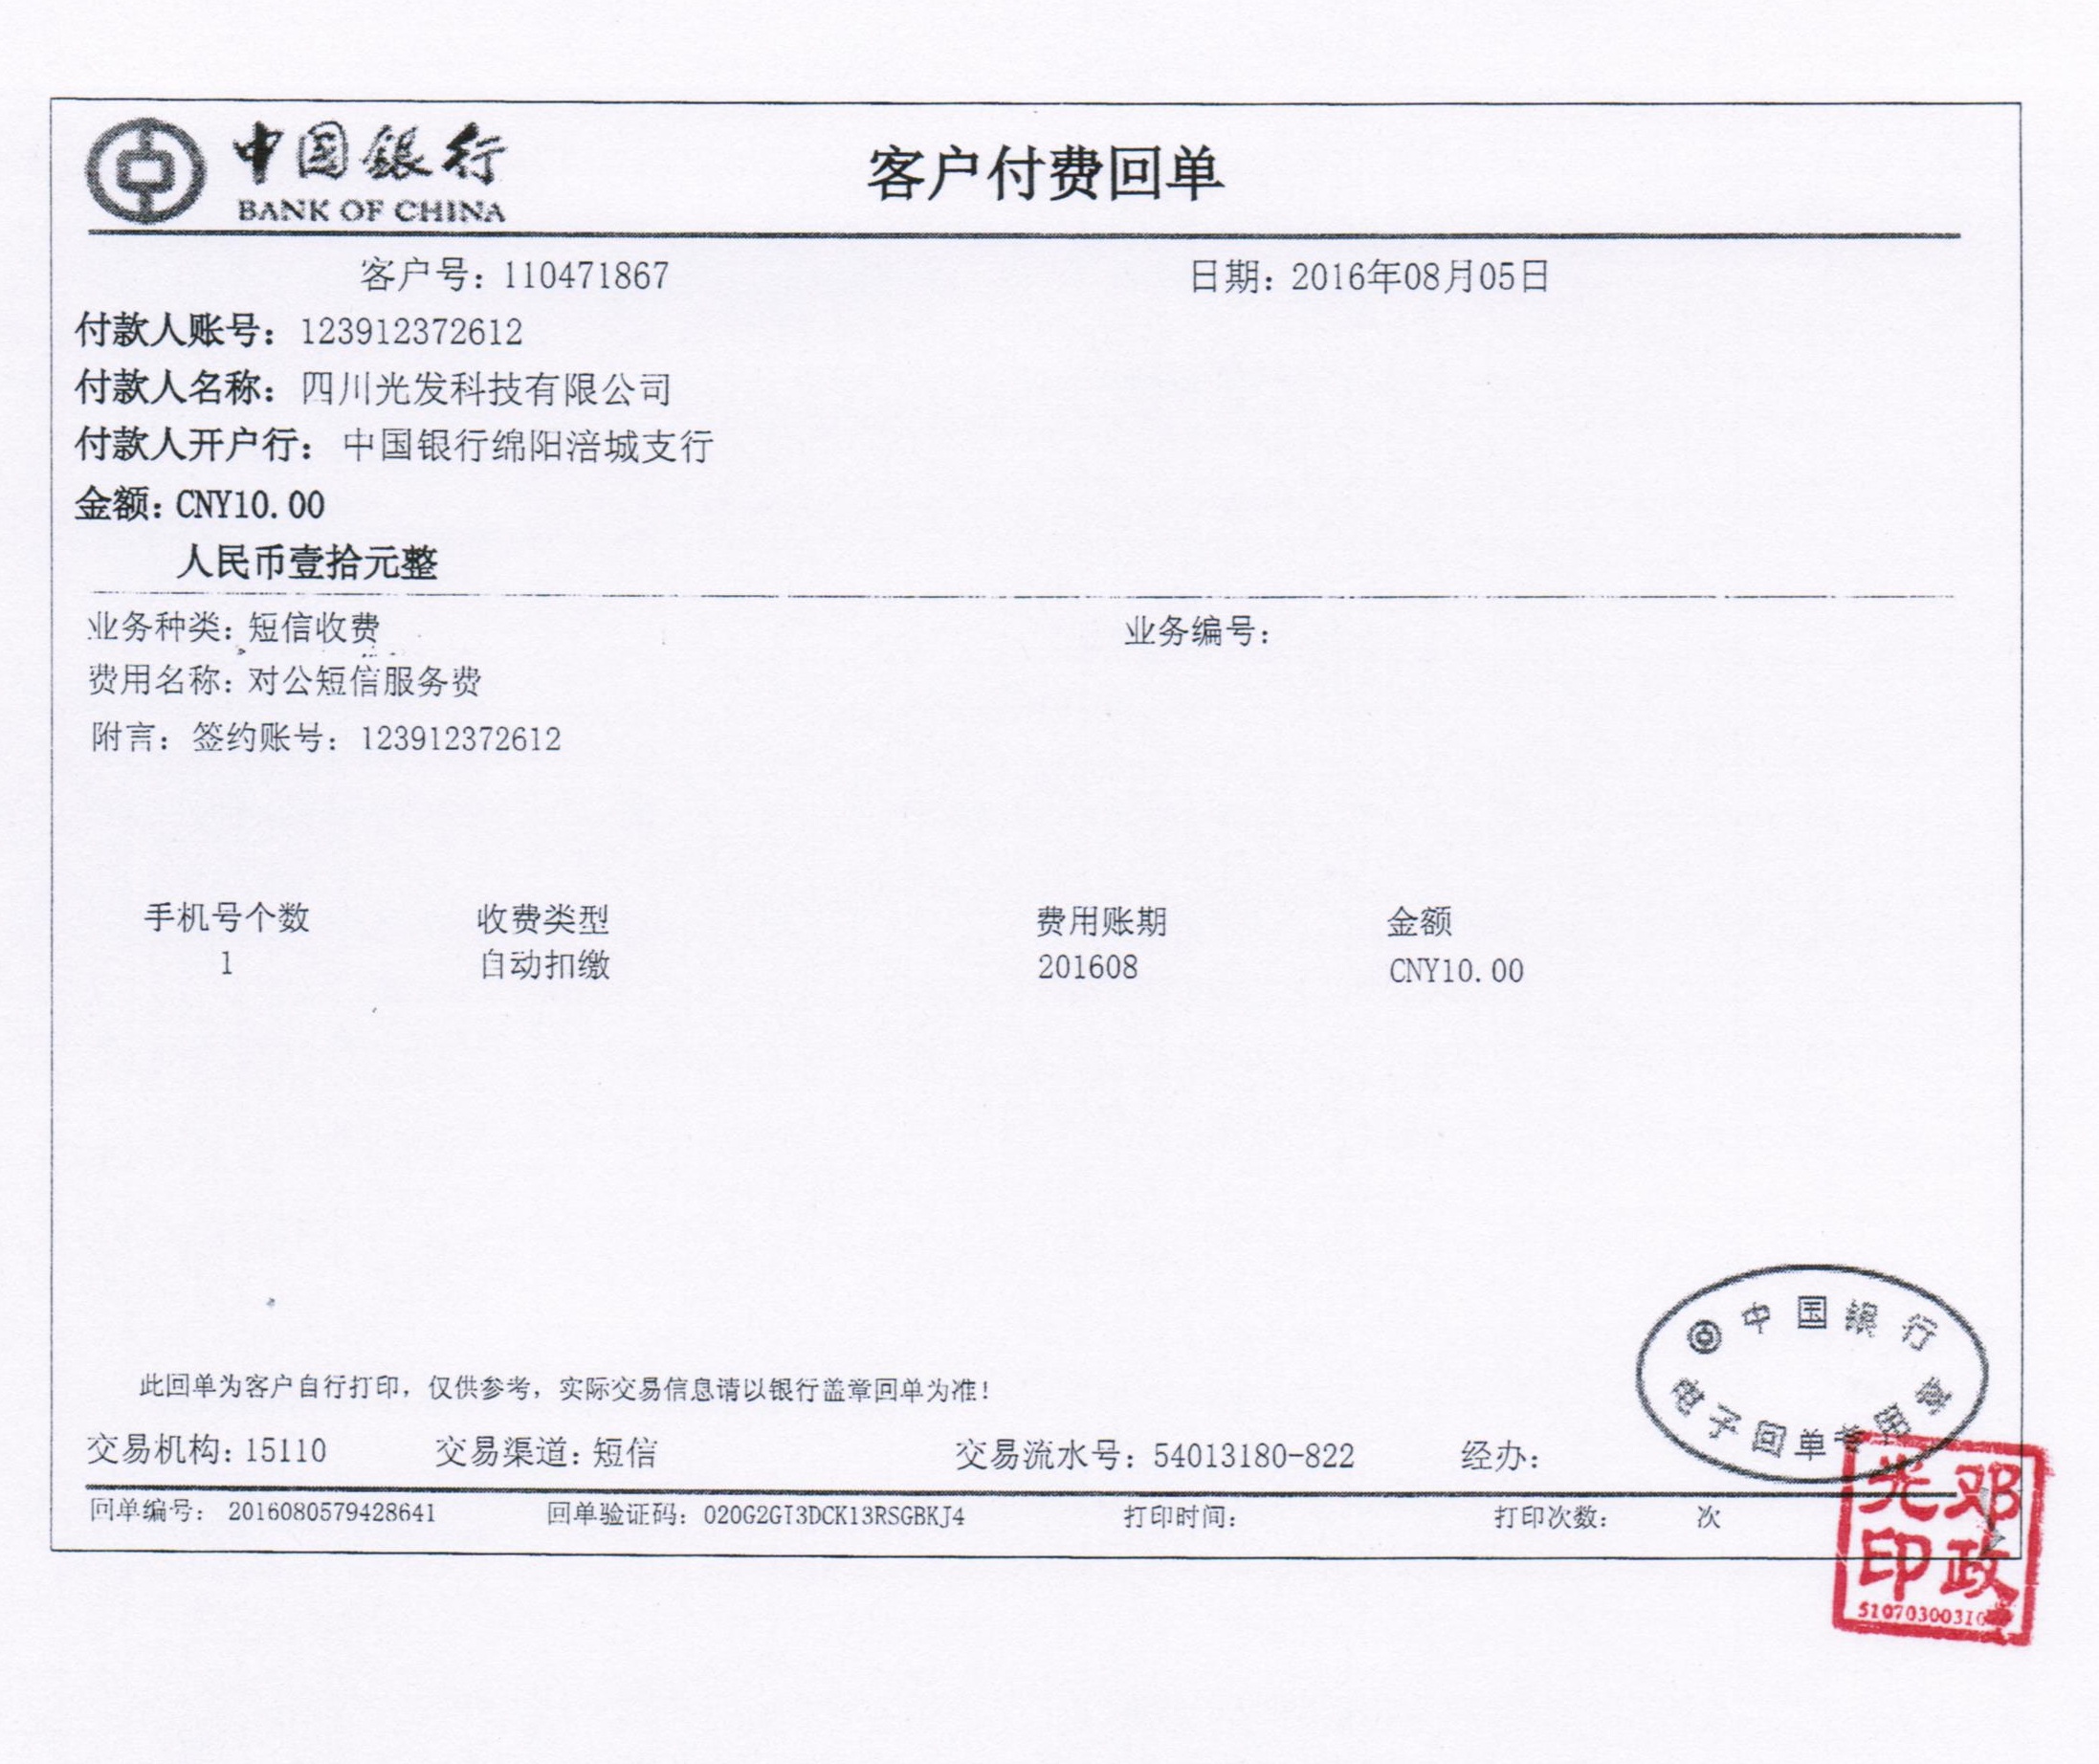 中国银行
BANK OF CHINA
客户付费回单
客户号：110471867 日期：2016年08月05日
付款人账号：123912372612
付款人名称：四川光发科技有限公司
付款人开户行：中国银行绵阳涪城支行
金额：CNY10.00
人民币壹拾元整
业务种类：短信收费 业务编号：
费用名称：对公短信服务费
附言：签约账号：123912372612
手机号个数 收费类型 费用账期 金额
1 自动扣缴 201608 CNY10.00
中国银行
电子回单专用章
此回单为客户自行打印，仅供参考，实际交易信息请以银行盖章回单为准！
交易机构：15110 交易渠道：短信 交易流水号：54013180-822 经办：
回单编号：2016080579428641 回单验证码：020G2GI3DCK13RSGBKJ4 打印时间： 打印次数： 次
邓政
光印